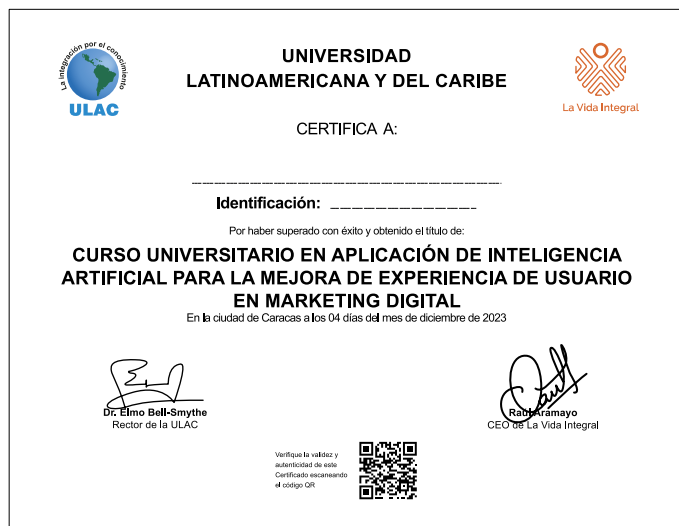 La integración por el conocimiento
ULAC
UNIVERSIDAD
LATINOAMERICANA Y DEL CARIBE
La Vida Integral
CERTIFICA A:
Identificación:
Por haber superado con éxito y obtenido el título de:
CURSO UNIVERSITARIO EN APLICACIÓN DE INTELIGENCIA
ARTIFICIAL PARA LA MEJORA DE EXPERIENCIA DE USUARIO
EN MARKETING DIGITAL
En la ciudad de Caracas a los 04 días del mes de diciembre de 2023
Dr. Elmo Bell-Smythe
Rector de la ULAC
Raúl Aramayo
CEO de La Vida Integral
Verifique la validez y
autenticidad de este
Certificado escaneando
el código QR